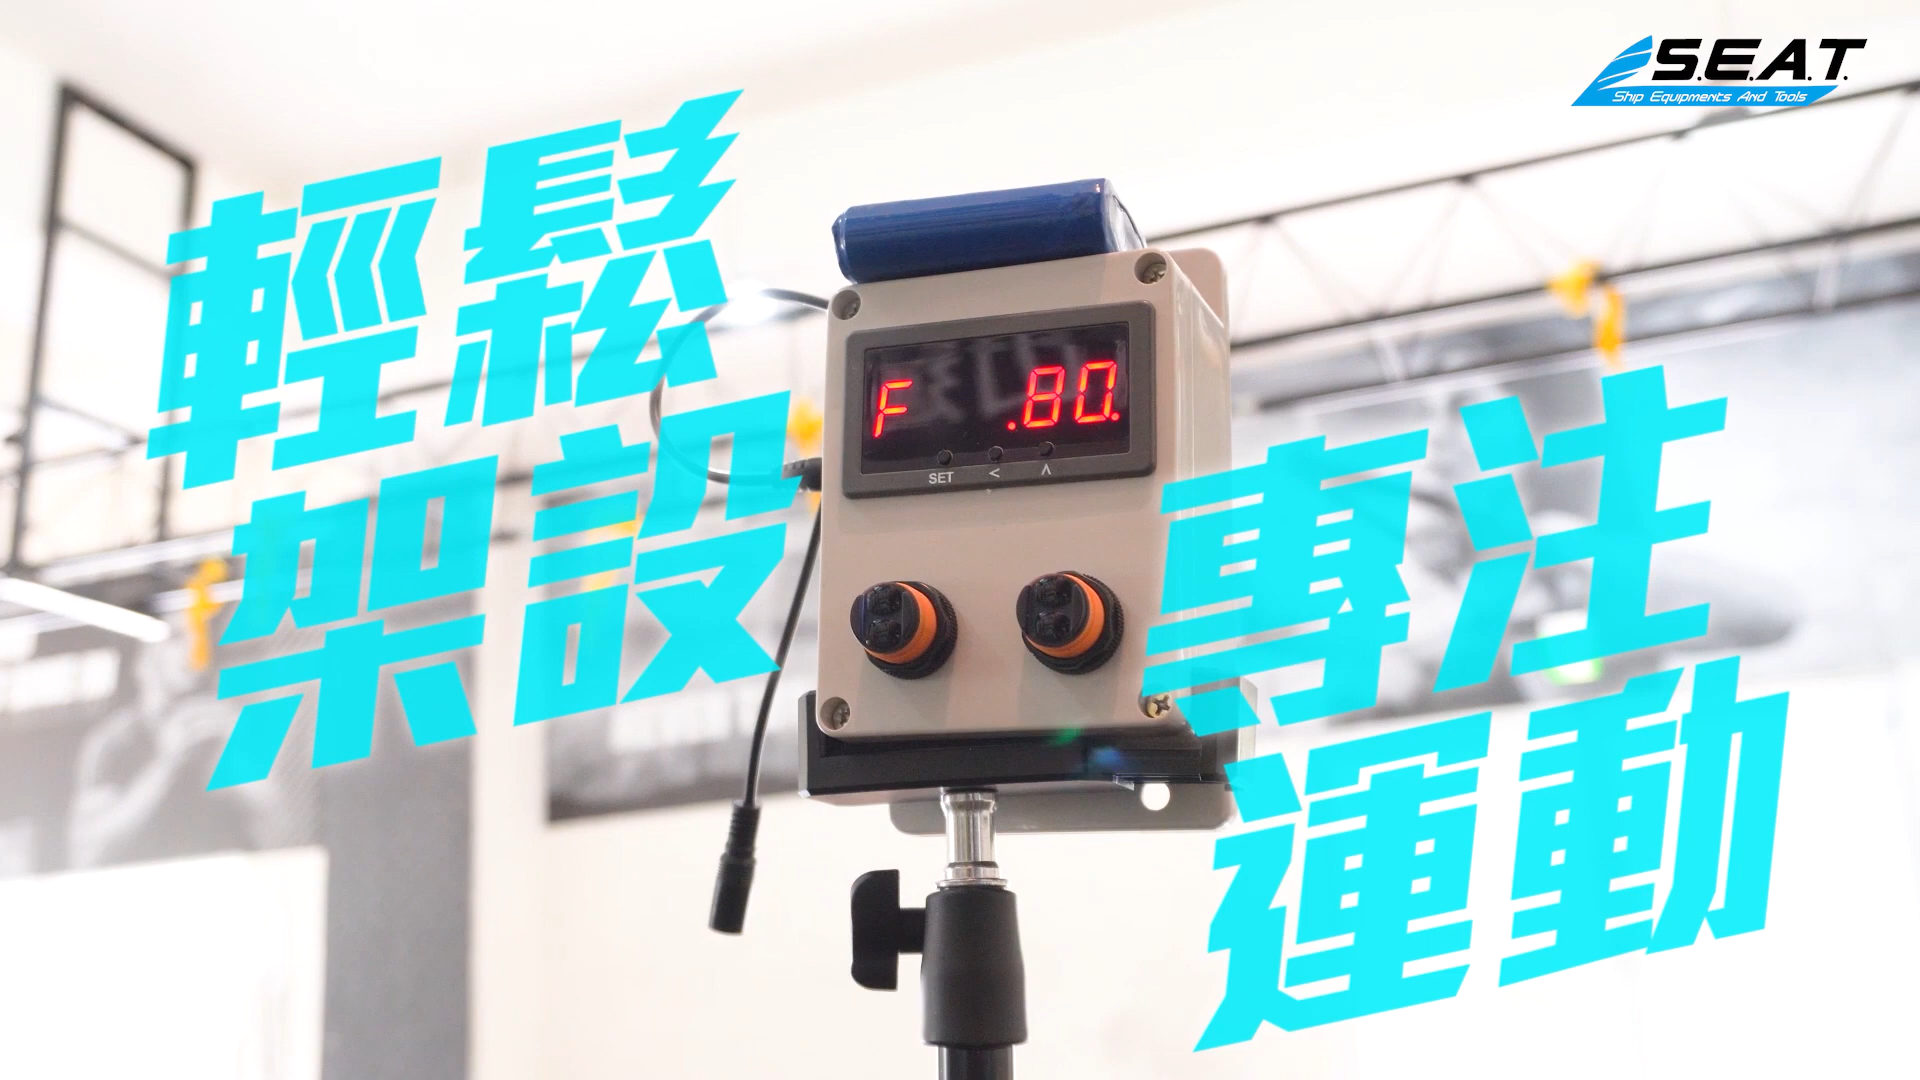 S.E.A.T.
Ship Equipments And Tools
輕鬆
架設
F .80.
SET < ∧
專注
運動